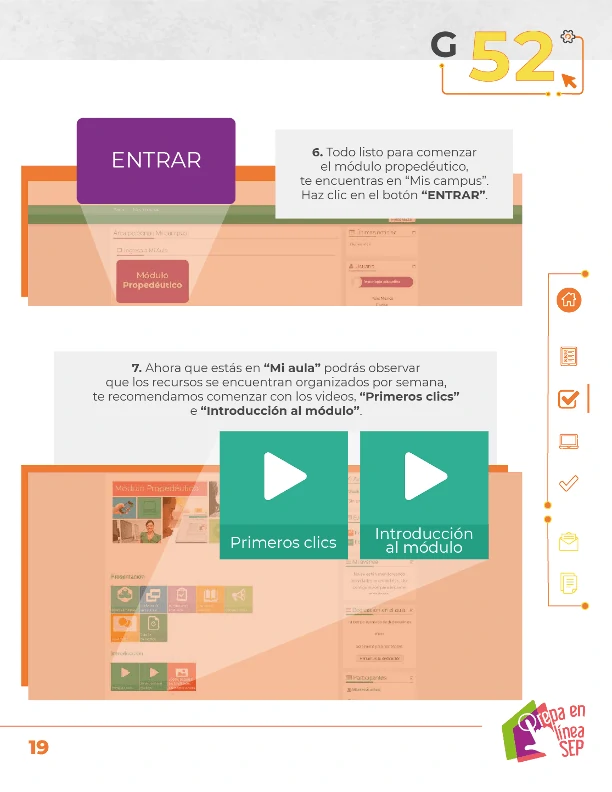 G 52
ENTRAR
6. Todo listo para comenzar
el módulo propedéutico,
te encuentras en “Mis campus”.
Haz clic en el botón “ENTRAR”.
Módulo
Propedéutico
7. Ahora que estás en “Mi aula” podrás observar
que los recursos se encuentran organizados por semana,
te recomendamos comenzar con los videos, “Primeros clics”
e “Introducción al módulo”.
Primeros clics
Introducción
al módulo
Módulo Propedéutico
Presentación
Introducción
Participantes
19
Prepa en
línea
SEP